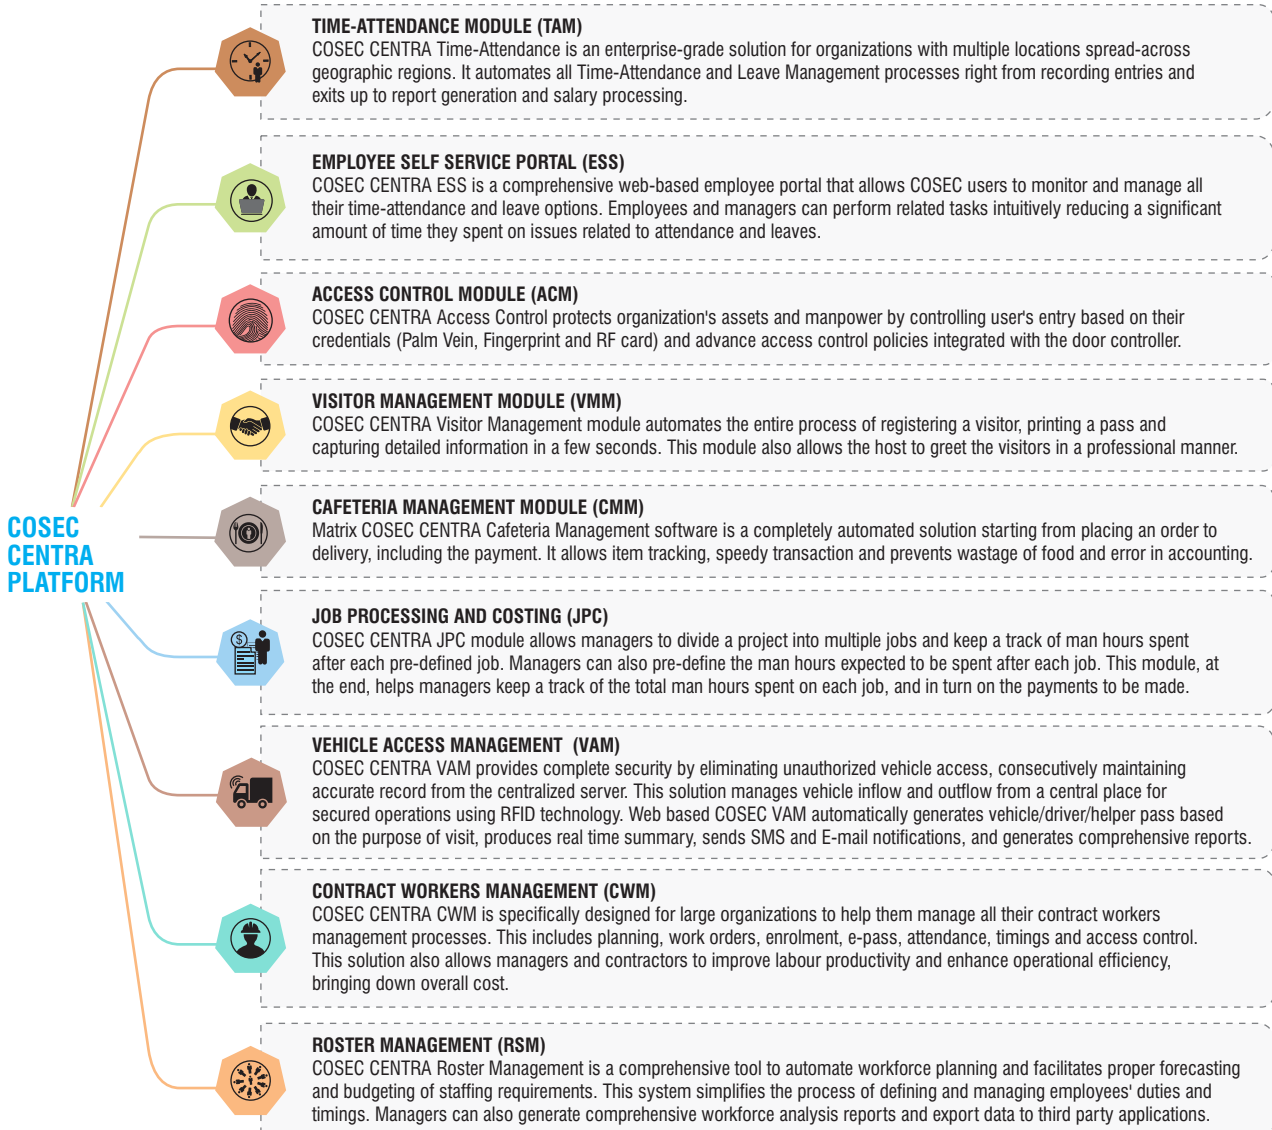 TIME-ATTENDANCE MODULE (TAM)
COSEC CENTRA Time-Attendance is an enterprise-grade solution for organizations with multiple locations spread-across
geographic regions. It automates all Time-Attendance and Leave Management processes right from recording entries and
exits up to report generation and salary processing.
EMPLOYEE SELF SERVICE PORTAL (ESS)
COSEC CENTRA ESS is a comprehensive web-based employee portal that allows COSEC users to monitor and manage all
their time-attendance and leave options. Employees and managers can perform related tasks intuitively reducing a significant
amount of time they spent on issues related to attendance and leaves.
ACCESS CONTROL MODULE (ACM)
COSEC CENTRA Access Control protects organization's assets and manpower by controlling user's entry based on their
credentials (Palm Vein, Fingerprint and RF card) and advance access control policies integrated with the door controller.
VISITOR MANAGEMENT MODULE (VMM)
COSEC CENTRA Visitor Management module automates the entire process of registering a visitor, printing a pass and
capturing detailed information in a few seconds. This module also allows the host to greet the visitors in a professional manner.
COSEC
CENTRA
PLATFORM
CAFETERIA MANAGEMENT MODULE (CMM)
Matrix COSEC CENTRA Cafeteria Management software is a completely automated solution starting from placing an order to
delivery, including the payment. It allows item tracking, speedy transaction and prevents wastage of food and error in accounting.
JOB PROCESSING AND COSTING (JPC)
COSEC CENTRA JPC module allows managers to divide a project into multiple jobs and keep a track of man hours spent
after each pre-defined job. Managers can also pre-define the man hours expected to be spent after each job. This module, at
the end, helps managers keep a track of the total man hours spent on each job, and in turn on the payments to be made.
$
VEHICLE ACCESS MANAGEMENT (VAM)
COSEC CENTRA VAM provides complete security by eliminating unauthorized vehicle access, consecutively maintaining
accurate record from the centralized server. This solution manages vehicle inflow and outflow from a central place for
secured operations using RFID technology. Web based COSEC VAM automatically generates vehicle/driver/helper pass based
on the purpose of visit, produces real time summary, sends SMS and E-mail notifications, and generates comprehensive reports.
CONTRACT WORKERS MANAGEMENT (CWM)
COSEC CENTRA CWM is specifically designed for large organizations to help them manage all their contract workers
management processes. This includes planning, work orders, enrolment, e-pass, attendance, timings and access control.
This solution also allows managers and contractors to improve labour productivity and enhance operational efficiency,
bringing down overall cost.
ROSTER MANAGEMENT (RSM)
COSEC CENTRA Roster Management is a comprehensive tool to automate workforce planning and facilitates proper forecasting
and budgeting of staffing requirements. This system simplifies the process of defining and managing employees' duties and
timings. Managers can also generate comprehensive workforce analysis reports and export data to third party applications.